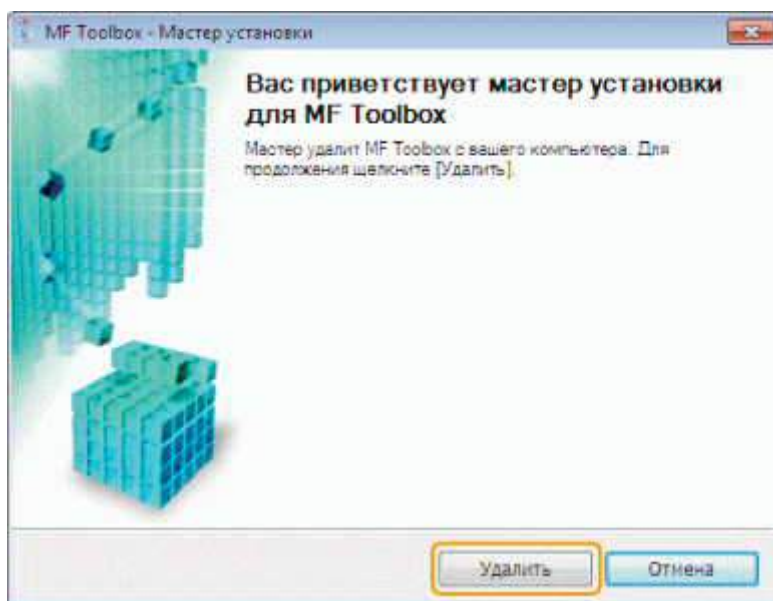 MF Toolbox - Мастер установки
Вас приветствует мастер установки
для MF Toolbox
Мастер удалит MF Toolbox с вашего компьютера. Для
продолжения щелкните [Удалить].
Удалить
Отмена